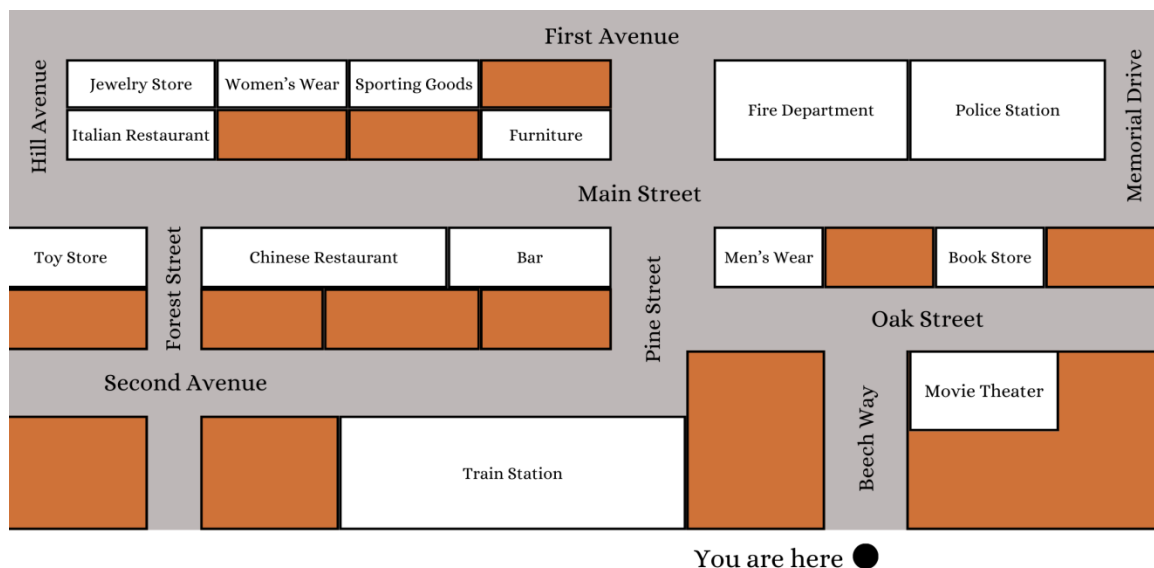 First Avenue
Hill Avenue
Jewelry Store
Women's Wear
Sporting Goods
Italian Restaurant
Furniture
Fire Department
Police Station
Memorial Drive
Main Street
Toy Store
Forest Street
Chinese Restaurant
Bar
Pine Street
Men's Wear
Book Store
Oak Street
Second Avenue
Movie Theater
Beech Way
Train Station
You are here